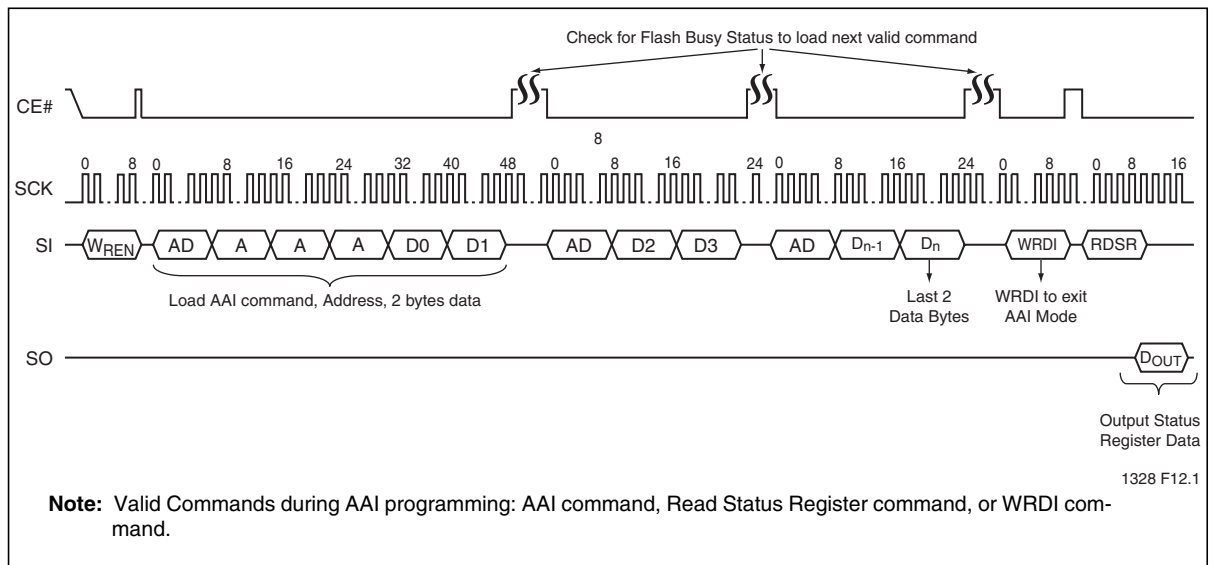 Check for Flash Busy Status to load next valid command
CE#
8
0 8 0 8 16 24 32 40 48 0 8 16 24 0 8 16 24 0 8 0 8 16
SCK
SI WREN AD A A A D0 D1 AD D2 D3 AD Dn-1 Dn WRDI RDSR
Load AAI command, Address, 2 bytes data
Last 2
Data Bytes
WRDI to exit
AAI Mode
SO
DOUT
Output Status
Register Data
1328 F12.1
Note: Valid Commands during AAI programming: AAI command, Read Status Register command, or WRDI com-
mand.